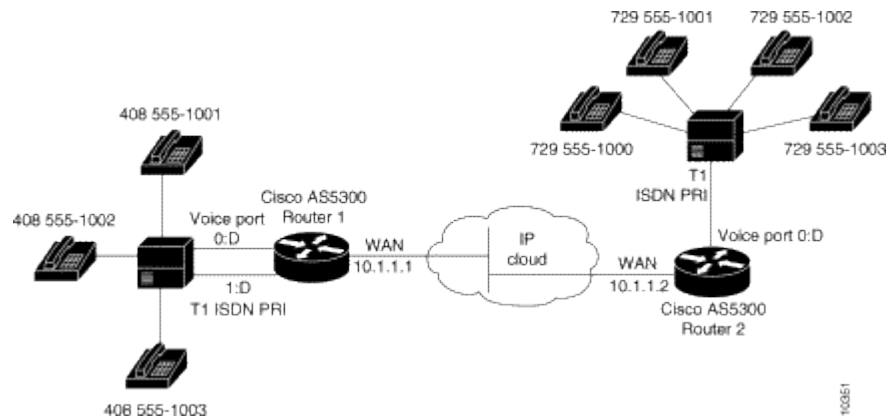 729 555-1001
729 555-1002
408 555-1001
729 555-1000
729 555-1003
T1
ISDN PRI
Cisco AS5300
Router 1
408 555-1002
Voice port
0:D
WAN
10.1.1.1
IP
cloud
Voice port 0:D
WAN
10.1.1.2
1:D
T1 ISDN PRI
Cisco AS5300
Router 2
408 555-1003
10351